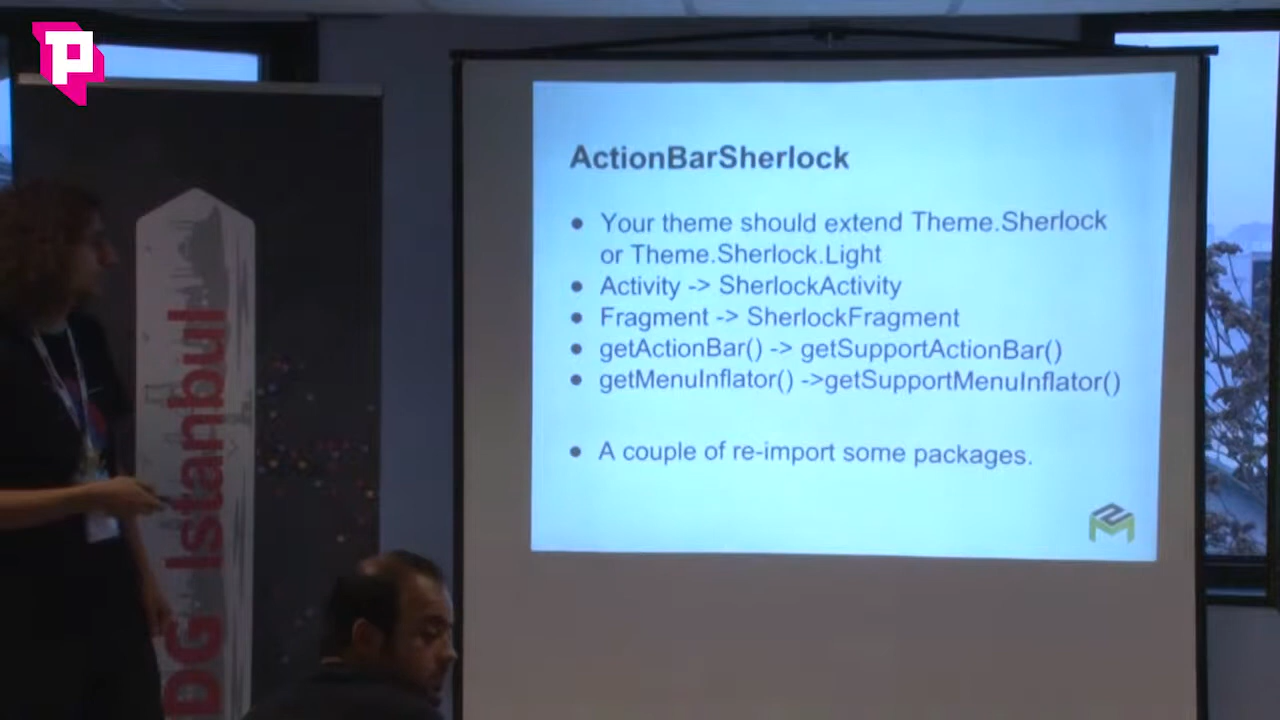 P
ActionBarSherlock
● Your theme should extend Theme.Sherlock
or Theme.Sherlock.Light
● Activity -> SherlockActivity
● Fragment -> SherlockFragment
● getActionBar() -> getSupportActionBar()
● getMenuInflator() ->getSupportMenuInflator()
● A couple of re-import some packages.
DG Istanbul